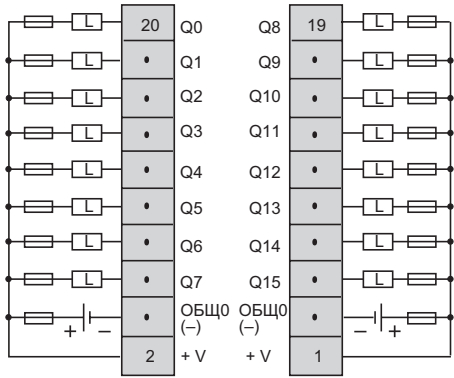 L 20 Q0 Q8 19 L
L Q1 Q9 L
L Q2 Q10 L
L Q3 Q11 L
L Q4 Q12 L
L Q5 Q13 L
L Q6 Q14 L
L Q7 Q15 L
ОБЩ0 ОБЩ0
+ – (–) (–) – +
2 + V + V 1